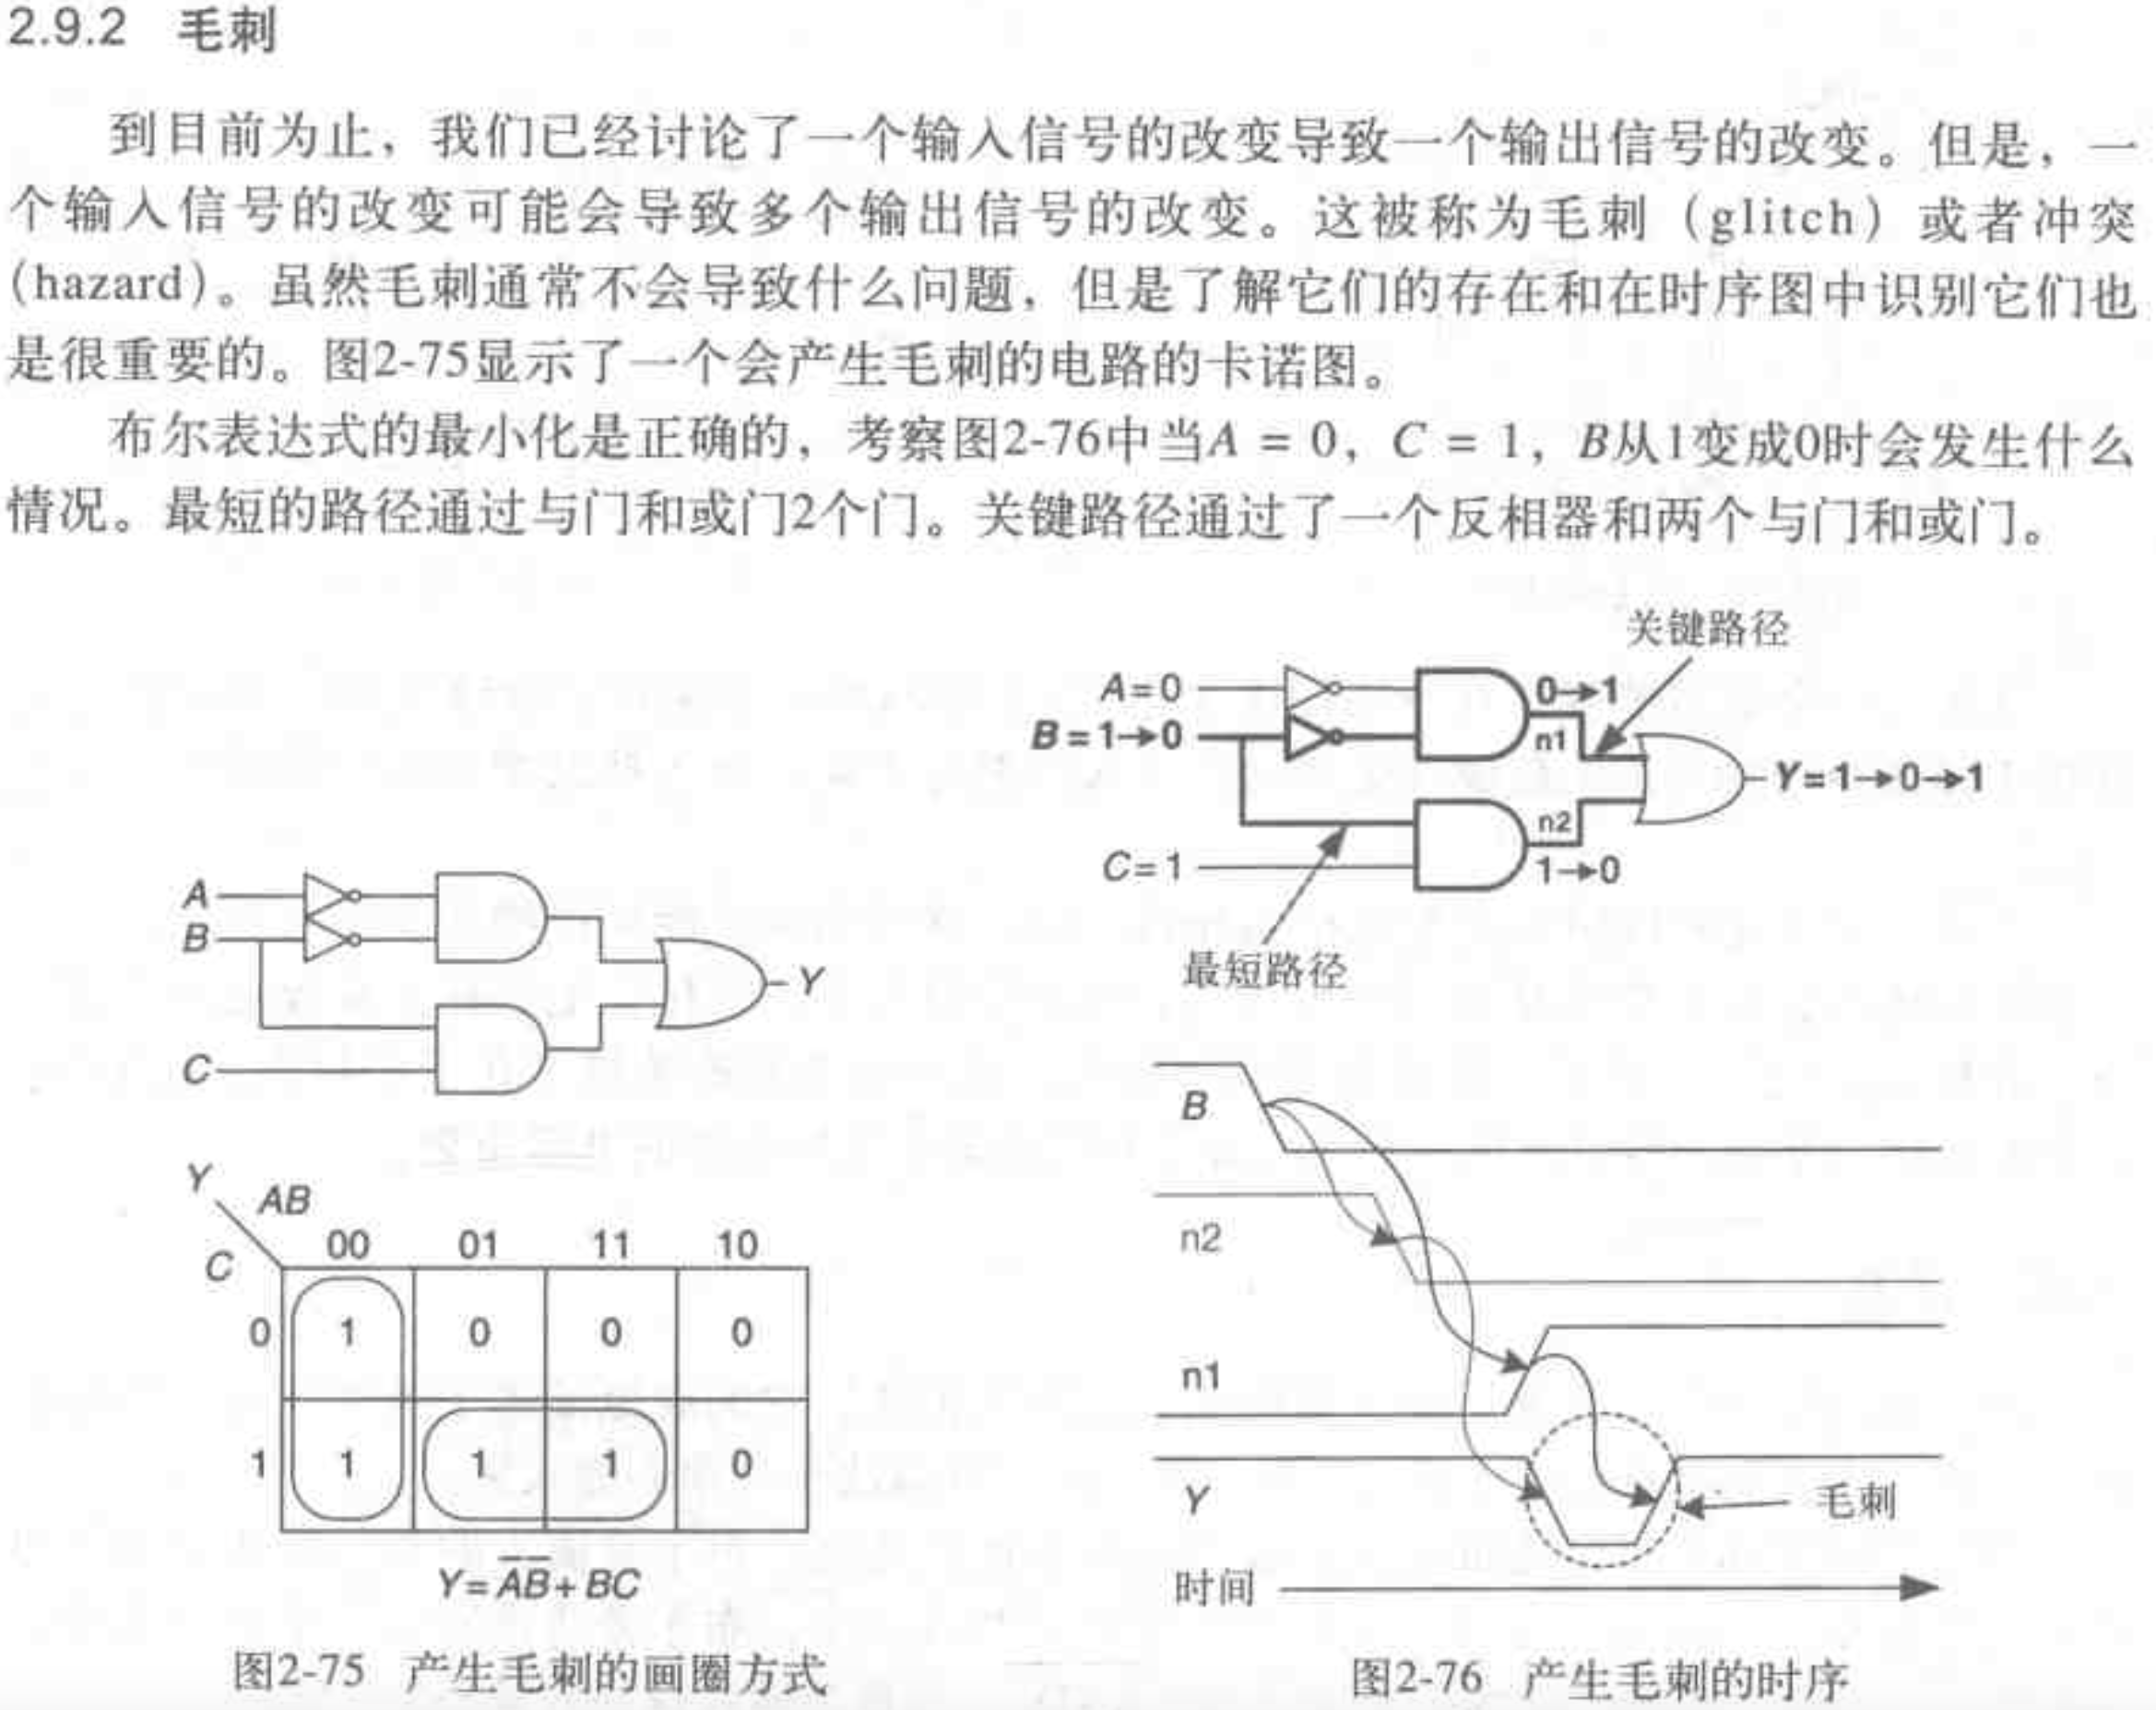 2.9.2 毛刺
到目前为止，我们已经讨论了一个输入信号的改变导致一个输出信号的改变。但是，一
个输入信号的改变可能会导致多个输出信号的改变。这被称为毛刺（glitch）或者冲突
（hazard）。虽然毛刺通常不会导致什么问题，但是了解它们的存在和在时序图中识别它们也
是很重要的。图2-75显示了一个会产生毛刺的电路的卡诺图。
布尔表达式的最小化是正确的，考察图2-76中当A = 0，C = 1，B从1变成0时会发生什么
情况。最短的路径通过与门和或门2个门。关键路径通过了一个反相器和两个与门和或门。
A
B
C
Y
Y
AB
C
00 01 11 10
0 1 0 0 0
1 1 1 1 0
Y = A̅B̅ + BC
图2-75 产生毛刺的画圈方式
关键路径
A = 0
B = 1→0
C = 1
0→1
n1
n2
1→0
Y = 1→0→1
最短路径
B
n2
n1
Y
毛刺
时间
图2-76 产生毛刺的时序